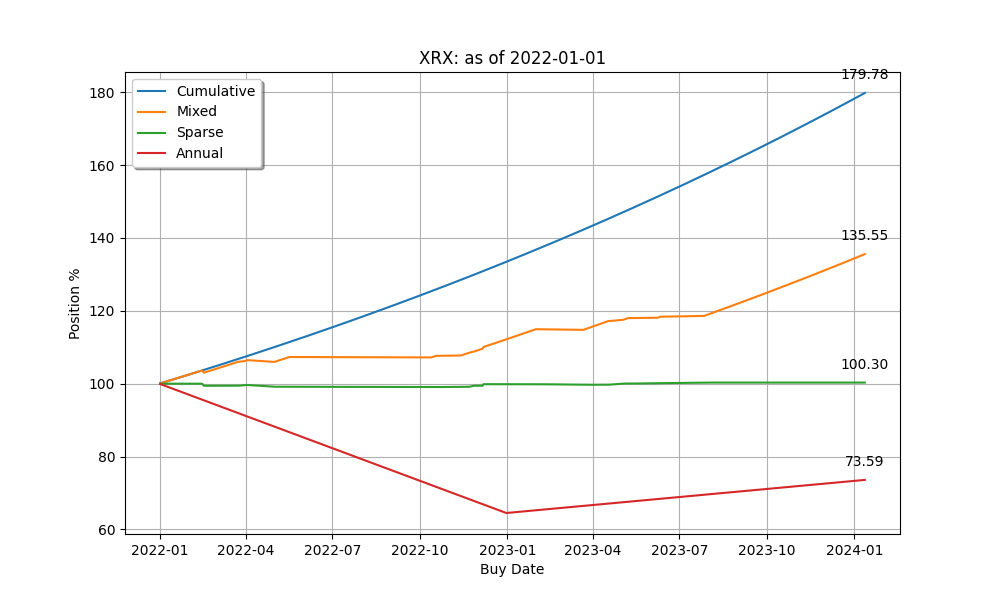 XRX: as of 2022-01-01
179.78
Cumulative
Mixed
Sparse
Annual
135.55
100.30
73.59
180
160
140
120
100
80
60
Position %
2022-01 2022-04 2022-07 2022-10 2023-01 2023-04 2023-07 2023-10 2024-01
Buy Date